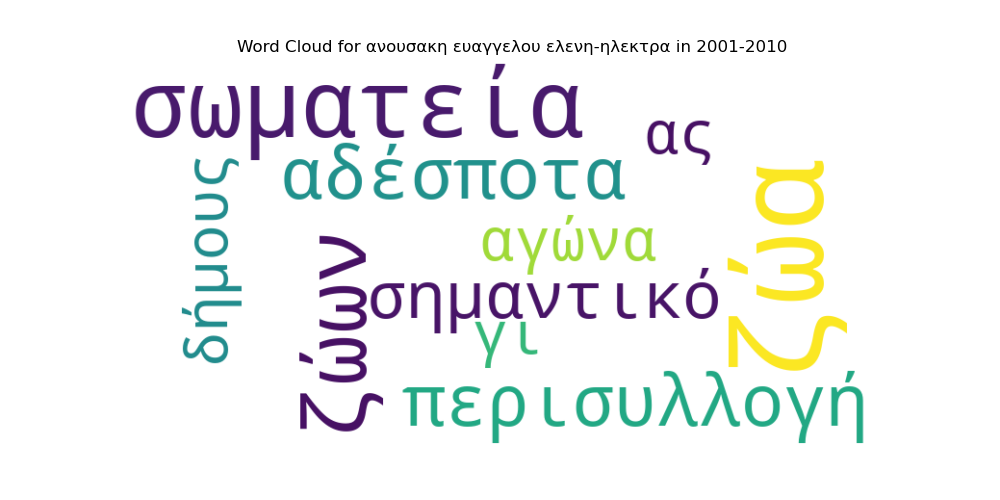 Word Cloud for ανουσακη ευαγγελου ελενη-ηλεκτρα in 2001-2010
σωματεία
ας
αδέσποτα
δήμους
ζώα
αγώνα
ζώων
σημαντικό
γι
περισυλλογή